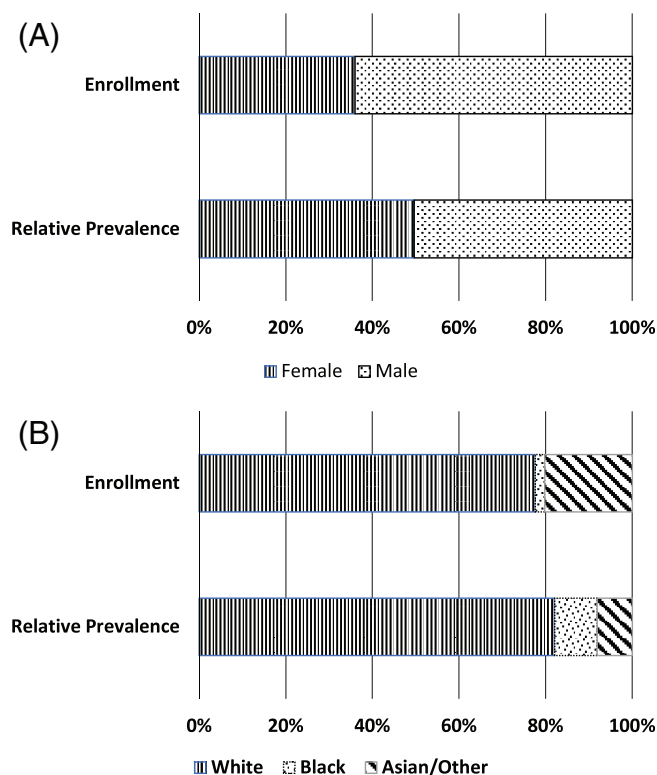 (A)
Enrollment
Relative Prevalence
0% 20% 40% 60% 80% 100%
Female Male
(B)
Enrollment
Relative Prevalence
0% 20% 40% 60% 80% 100%
White Black Asian/Other